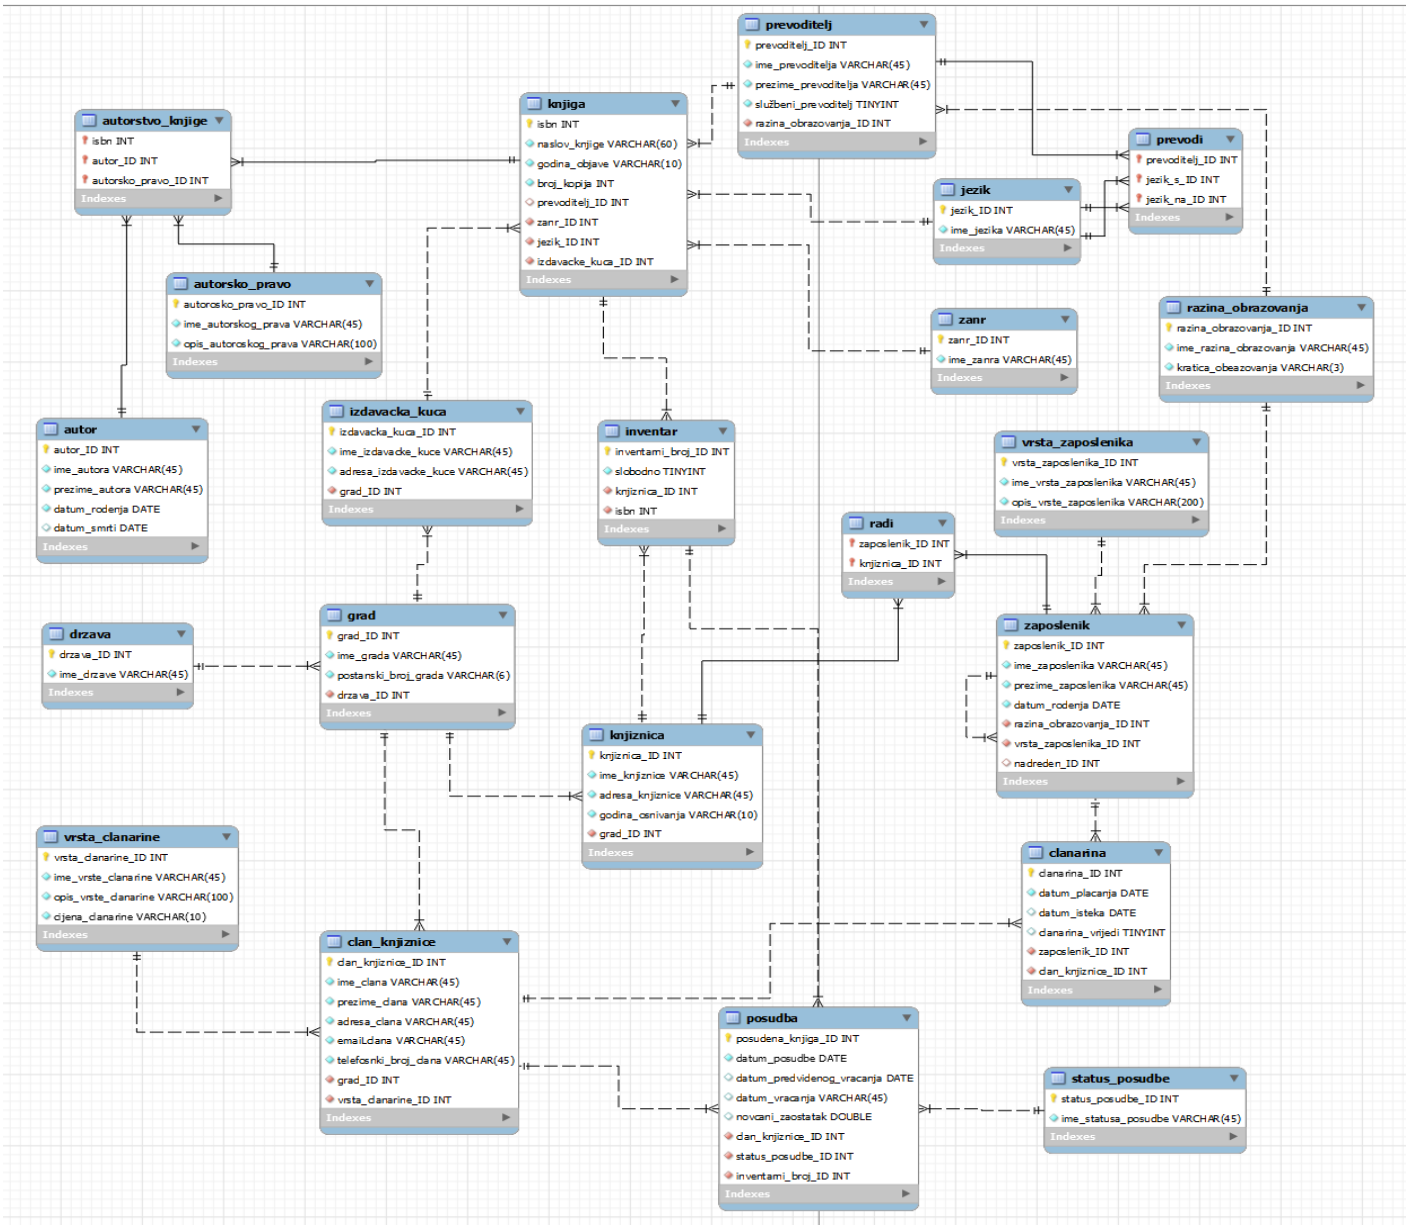 prevoditelj
prevoditelj_ID INT
ime_prevoditelja VARCHAR(45)
prezime_prevoditelja VARCHAR(45)
službeni_prevoditelj TINYINT
razina_obrazovanja_ID INT
Indexes
knjiga
isbn INT
naslov_knjige VARCHAR(60)
godina_objave VARCHAR(10)
broj_kopija INT
prevoditelj_ID INT
zanr_ID INT
jezik_ID INT
izdavacke_kuca_ID INT
Indexes
autorstvo_knjige
isbn INT
autor_ID INT
autorsko_pravo_ID INT
Indexes
prevodi
prevoditelj_ID INT
jezik_s_ID INT
jezik_na_ID INT
Indexes
jezik
jezik_ID INT
ime_jezika VARCHAR(45)
Indexes
autorsko_pravo
autorosko_pravo_ID INT
ime_autorskog_prava VARCHAR(45)
opis_autoroskog_prava VARCHAR(100)
Indexes
zanr
zanr_ID INT
ime_zanra VARCHAR(45)
Indexes
razina_obrazovanja
razina_obrazovanja_ID INT
ime_razina_obrazovanja VARCHAR(45)
kratica_obeazovanja VARCHAR(3)
Indexes
autor
autor_ID INT
ime_autora VARCHAR(45)
prezime_autora VARCHAR(45)
datum_rodenja DATE
datum_smrti DATE
Indexes
izdavacka_kuca
izdavacka_kuca_ID INT
ime_izdavacke_kuce VARCHAR(45)
adresa_izdavacke_kuce VARCHAR(45)
grad_ID INT
Indexes
inventar
inventarni_broj_ID INT
slobodno TINYINT
knjiznica_ID INT
isbn INT
Indexes
vrsta_zaposlenika
vrsta_zaposlenika_ID INT
ime_vrsta_zaposlenika VARCHAR(45)
opis_vrste_zaposlenika VARCHAR(200)
Indexes
radi
zaposlenik_ID INT
knjiznica_ID INT
Indexes
drzava
drzava_ID INT
ime_drzave VARCHAR(45)
Indexes
grad
grad_ID INT
ime_grada VARCHAR(45)
postanski_broj_grada VARCHAR(6)
drzava_ID INT
Indexes
zaposlenik
zaposlenik_ID INT
ime_zaposlenika VARCHAR(45)
prezime_zaposlenika VARCHAR(45)
datum_rodenja DATE
razina_obrazovanja_ID INT
vrsta_zaposlenika_ID INT
nadreden_ID INT
Indexes
knjiznica
knjiznica_ID INT
ime_knjiznice VARCHAR(45)
adresa_knjiznice VARCHAR(45)
godina_osnivanja VARCHAR(10)
grad_ID INT
Indexes
vrsta_clanarine
vrsta_clanarine_ID INT
ime_vrste_clanarine VARCHAR(45)
opis_vrste_clanarine VARCHAR(100)
cijena_clanarine VARCHAR(10)
Indexes
clanarina
clanarina_ID INT
datum_placanja DATE
datum_isteka DATE
clanarina_vrijedi TINYINT
zaposlenik_ID INT
clan_knjiznice_ID INT
Indexes
clan_knjiznice
clan_knjiznice_ID INT
ime_clana VARCHAR(45)
prezime_clana VARCHAR(45)
adresa_clana VARCHAR(45)
email_clana VARCHAR(45)
telefosnki_broj_clana VARCHAR(45)
grad_ID INT
vrsta_clanarine_ID INT
Indexes
posudba
posudena_knjiga_ID INT
datum_posudbe DATE
datum_predvidenog_vracanja DATE
datum_vracanja VARCHAR(45)
novcani_zaostatak DOUBLE
clan_knjiznice_ID INT
status_posudbe_ID INT
inventarni_broj_ID INT
Indexes
status_posudbe
status_posudbe_ID INT
ime_statusa_posudbe VARCHAR(45)
Indexes